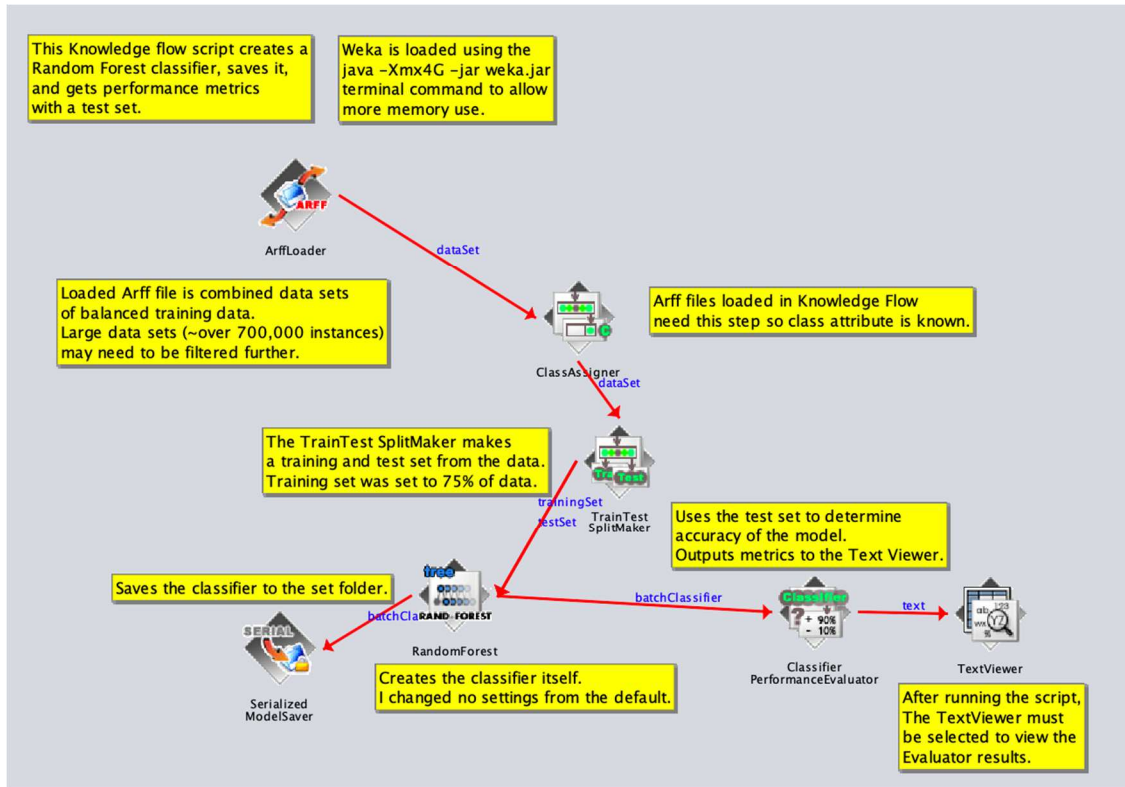 This Knowledge flow script creates a
Random Forest classifier, saves it,
and gets performance metrics
with a test set.
Weka is loaded using the
java -Xmx4G -jar weka.jar
terminal command to allow
more memory use.
ARFF
ArffLoader
dataSet
Loaded Arff file is combined data sets
of balanced training data.
Large data sets (~over 700,000 instances)
may need to be filtered further.
C
ClassAssigner
Arff files loaded in Knowledge Flow
need this step so class attribute is known.
dataSet
The TrainTest SplitMaker makes
a training and test set from the data.
Training set was set to 75% of data.
Test
TrainTest
SplitMaker
trainingSet
testSet
Uses the test set to determine
accuracy of the model.
Outputs metrics to the Text Viewer.
Saves the classifier to the set folder.
tree
RAND-FOREST
RandomForest
batchClassifier
Classifier
? + 90%
- 10%
Classifier
PerformanceEvaluator
text
ab 123
YZ
%
TextViewer
SERIAL
Serialized
ModelSaver
Creates the classifier itself.
I changed no settings from the default.
After running the script,
The TextViewer must
be selected to view the
Evaluator results.